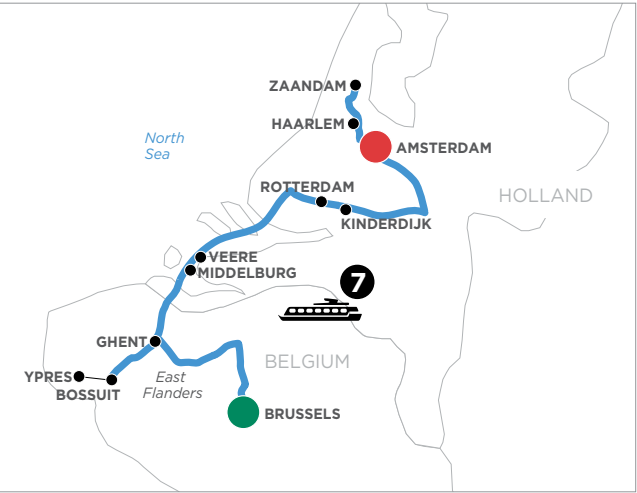 ZAANDAM
HAARLEM
AMSTERDAM
North
Sea
ROTTERDAM
HOLLAND
KINDERDIJK
VEERE
MIDDELBURG
7
GHENT
BELGIUM
YPRES
East
Flanders
BOSSUIT
BRUSSELS